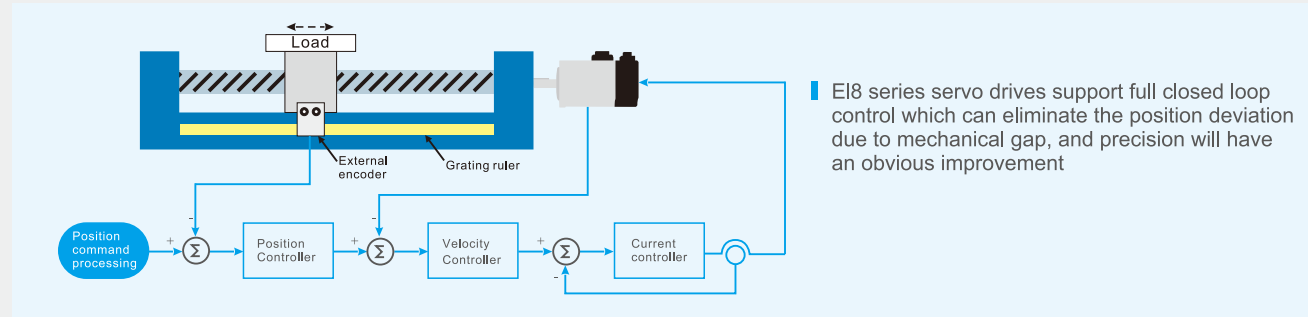 Load
El8 series servo drives support full closed loop
control which can eliminate the position deviation
due to mechanical gap, and precision will have
an obvious improvement
External
encoder
Grating ruler
Position
command
processing
+
-
Σ
Position
Controller
+
-
Σ
Velocity
Controller
+
-
Σ
Current
controller